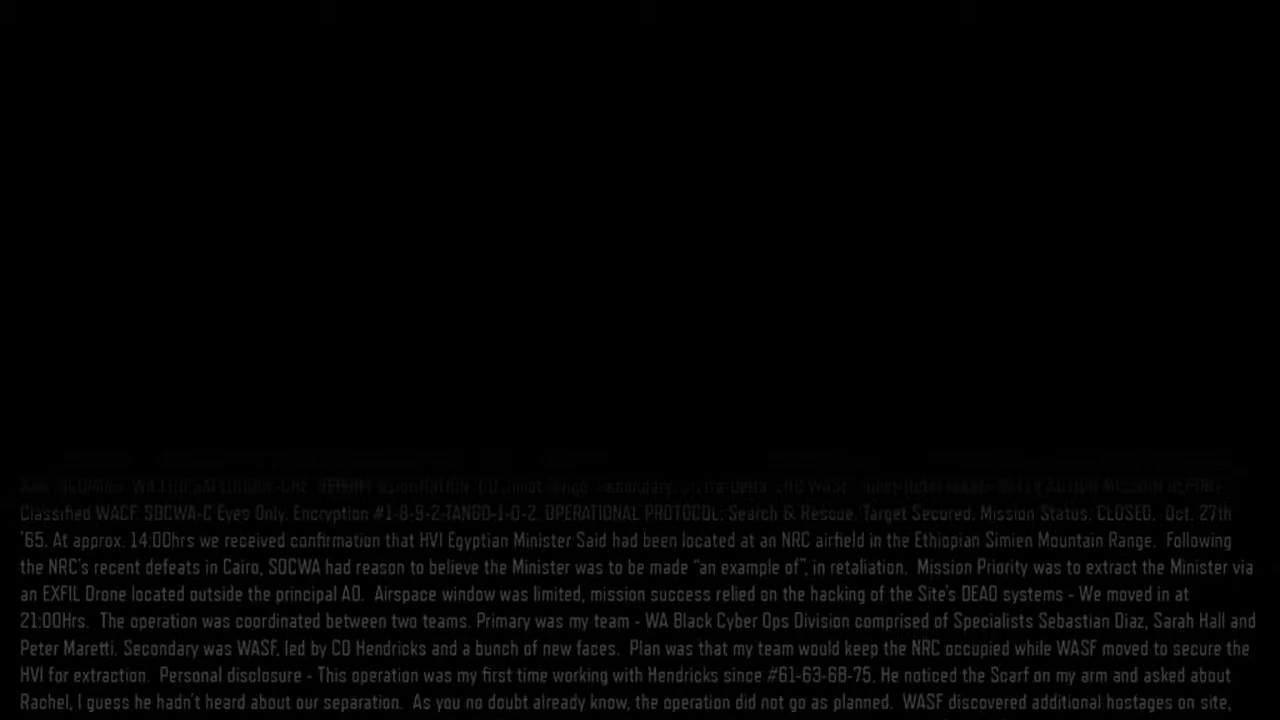 Classified WACF. SOCWA-C Eyes Only. Encryption #1-8-9-2-TANGO-1-0-2. OPERATIONAL PROTOCOL: Search & Rescue. Target Secured. Mission Status: CLOSED.  Oct. 27th
'65. At approx. 14:00hrs we received confirmation that HVI Egyptian Minister Said had been located at an NRC airfield in the Ethiopian Simien Mountain Range.  Following
the NRC's recent defeats in Cairo, SOCWA had reason to believe the Minister was to be made "an example of", in retaliation.  Mission Priority was to extract the Minister via
an EXFIL Drone located outside the principal AO.  Airspace window was limited, mission success relied on the hacking of the Site's DEAD systems - We moved in at
21:00Hrs.  The operation was coordinated between two teams. Primary was my team - WA Black Cyber Ops Division comprised of Specialists Sebastian Diaz, Sarah Hall and
Peter Maretti. Secondary was WASF, led by CO Hendricks and a bunch of new faces.  Plan was that my team would keep the NRC occupied while WASF moved to secure the
HVI for extraction.  Personal disclosure - This operation was my first time working with Hendricks since #61-63-68-75. He noticed the Scarf on my arm and asked about
Rachel, I guess he hadn't heard about our separation.  As you no doubt already know, the operation did not go as planned.  WASF discovered additional hostages on site,